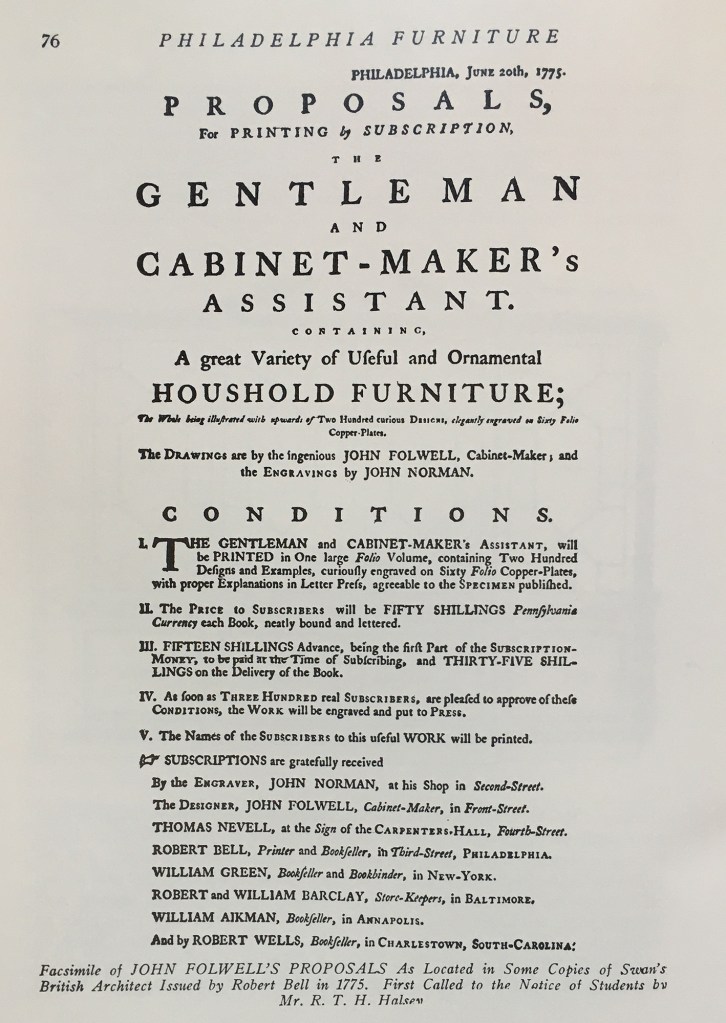 76 PHILADELPHIA FURNITURE
PHILADELPHIA, June 20th, 1775.
PROPOSALS,
For PRINTING by SUBSCRIPTION,
THE
GENTLEMAN
AND
CABINET-MAKER's
ASSISTANT.
CONTAINING,
A great Variety of Uſeful and Ornamental
HOUSHOLD FURNITURE;
The Whole being illuſtrated with upwards of Two Hundred curious Designs, elegantly engraved on Sixty Folio
Copper-Plates.
The Drawings are by the ingenious JOHN FOLWELL, Cabinet-Maker; and
the Engravings by JOHN NORMAN.
CONDITIONS.
I. THE GENTLEMAN and CABINET-MAKER's Assistant, will
be PRINTED in One large Folio Volume, containing Two Hundred
Deſigns and Examples, curiouſly engraved on Sixty Folio Copper-Plates,
with proper Explanations in Letter Preſs, agreeable to the Specimen publiſhed.
II. The Price to Subscribers will be FIFTY SHILLINGS Pennſylvania
Currency each Book, neatly bound and lettered.
III. FIFTEEN SHILLINGS Advance, being the firſt Part of the Subscription-
Money, to be paid at the Time of Subſcribing, and THIRTY-FIVE SHIL-
LINGS on the Delivery of the Book.
IV. As ſoon as Three Hundred real Subscribers, are pleaſed to approve of theſe
Conditions, the Work will be engraved and put to Press.
V. The Names of the Subscribers to this uſeful WORK will be printed.
☞ SUBSCRIPTIONS are gratefully received
By the Engraver, JOHN NORMAN, at his Shop in Second-Street.
The Designer, JOHN FOLWELL, Cabinet-Maker, in Front-Street.
THOMAS NEVELL, at the Sign of the Carpenters-Hall, Fourth-Street.
ROBERT BELL, Printer and Bookſeller, in Third-Street, Philadelphia.
WILLIAM GREEN, Bookſeller and Bookbinder, in New-York.
ROBERT and WILLIAM BARCLAY, Store-Keepers, in Baltimore.
WILLIAM AIKMAN, Bookſeller, in Annapolis.
And by ROBERT WELLS, Bookſeller, in Charlestown, South-Carolina.
Facsimile of JOHN FOLWELL'S PROPOSALS As Located in Some Copies of Swan's
British Architect Issued by Robert Bell in 1775. First Called to the Notice of Students by
Mr. R. T. H. Halsey